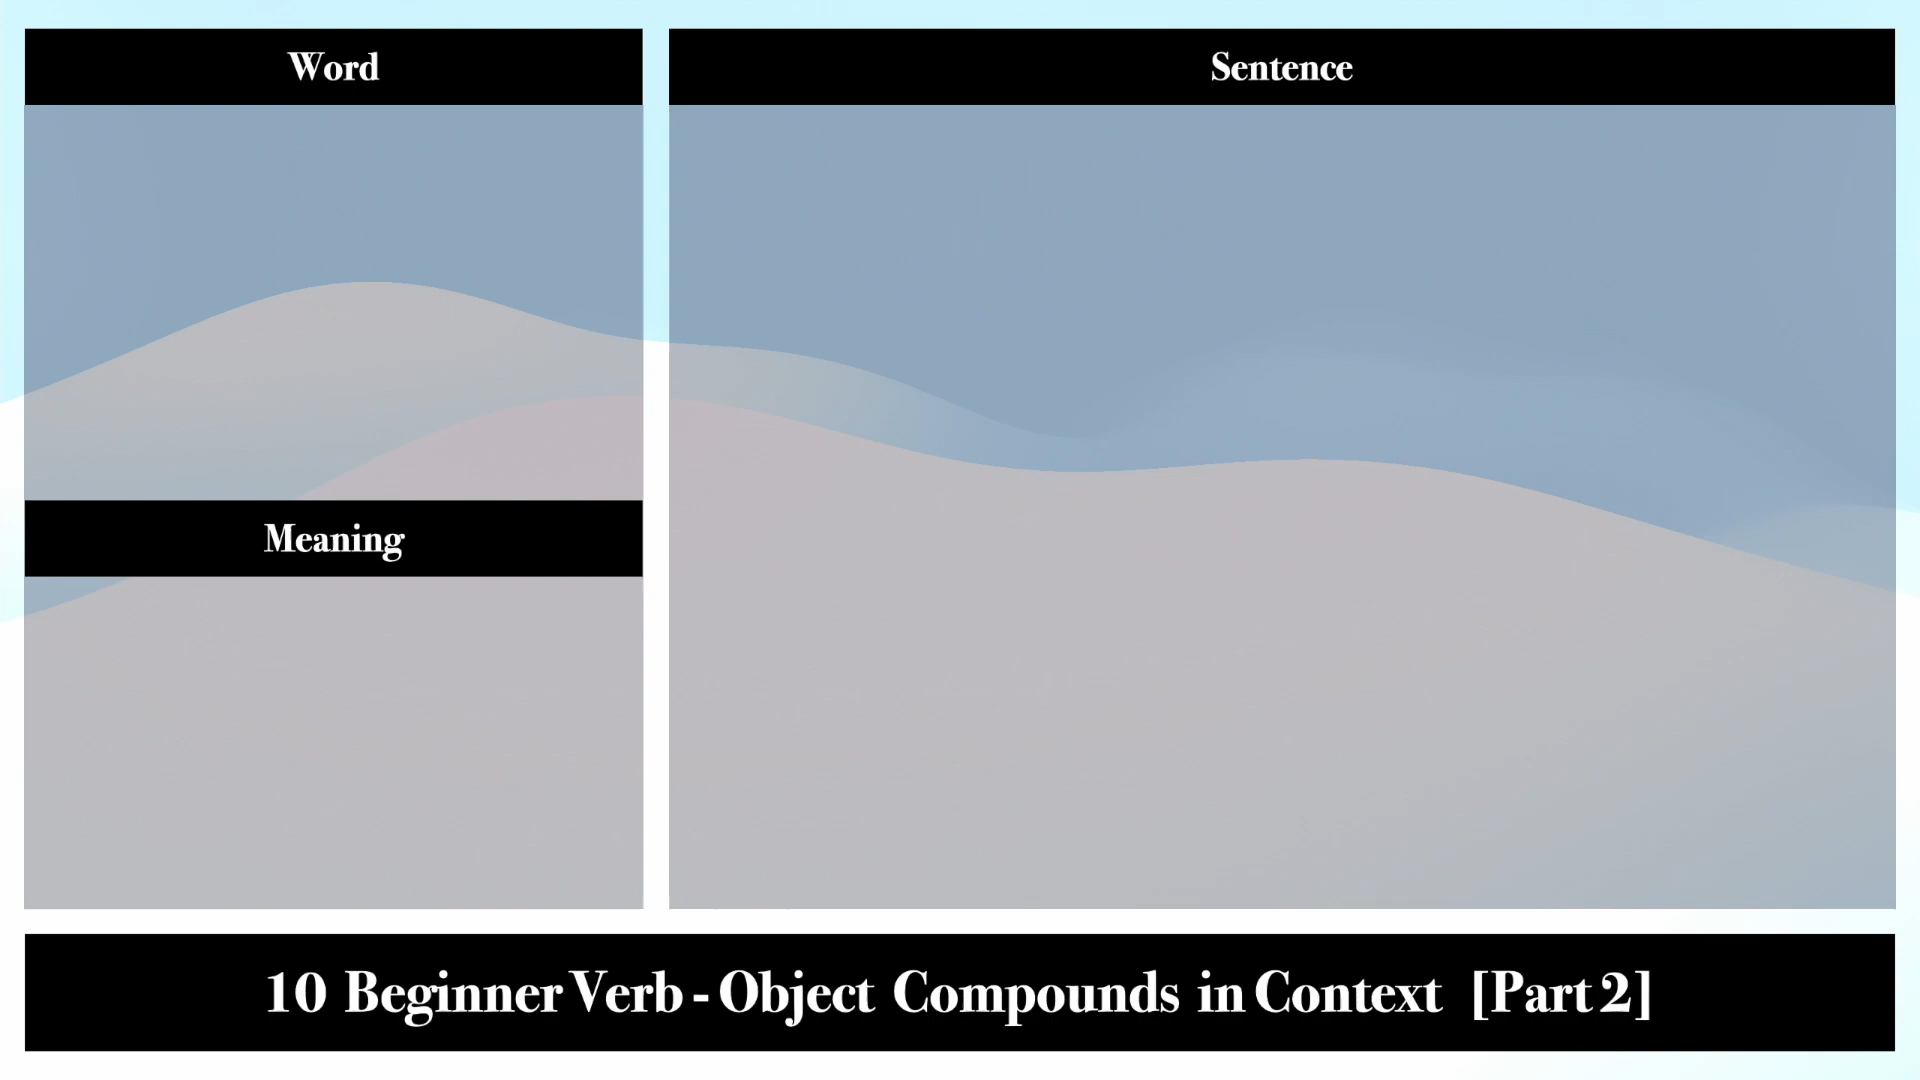 Word
Sentence
Meaning
10 Beginner Verb - Object Compounds in Context [Part 2]